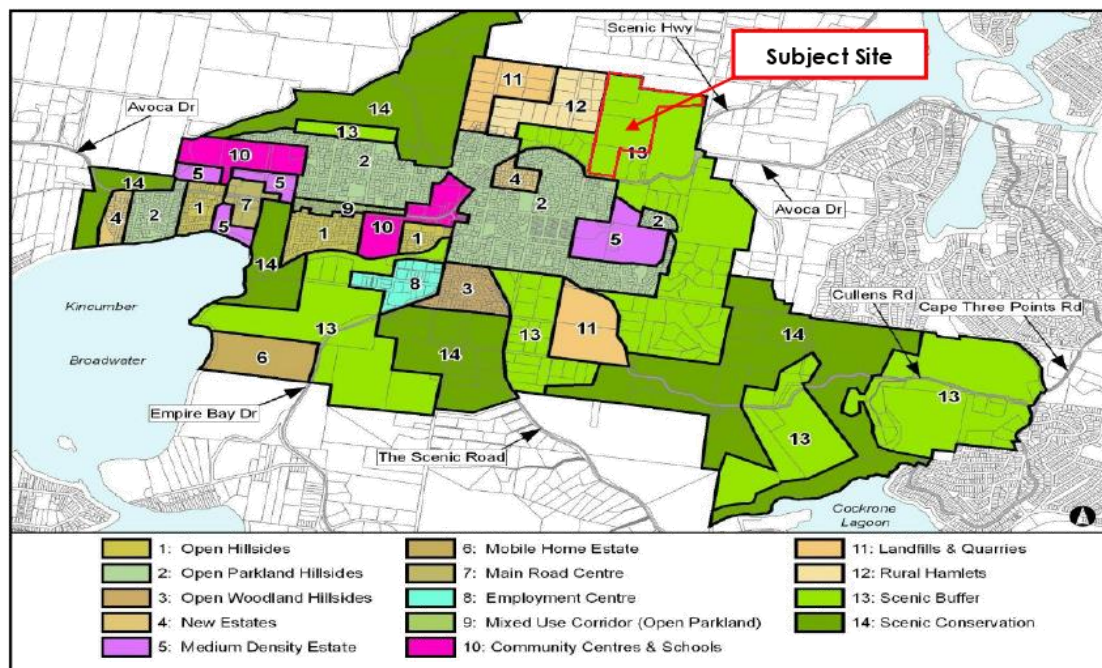 Scenic Hwy
Subject Site
Avoca Dr
11
12
14
13
13
10
2
5
5
14
4
2
1
7
5
9
1
10
1
4
2
2
5
Avoca Dr
14
8
3
Kincumber
Broadwater
13
6
14
13
11
14
Cullens Rd
Cape Three Points Rd
13
13
Empire Bay Dr
The Scenic Road
Cockrone
Lagoon
1: Open Hillsides
2: Open Parkland Hillsides
3: Open Woodland Hillsides
4: New Estates
5: Medium Density Estate
6: Mobile Home Estate
7: Main Road Centre
8: Employment Centre
9: Mixed Use Corridor (Open Parkland)
10: Community Centres & Schools
11: Landfills & Quarries
12: Rural Hamlets
13: Scenic Buffer
14: Scenic Conservation